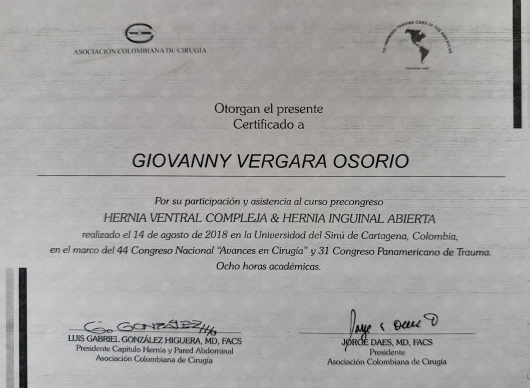 ASOCIACIÓN COLOMBIANA DE CIRUGÍA
Otorgan el presente
Certificado a
GIOVANNY VERGARA OSORIO
Por su participación y asistencia al curso precongreso
HERNIA VENTRAL COMPLEJA & HERNIA INGUINAL ABIERTA
realizado el 14 de agosto de 2018 en la Universidad del Sinú de Cartagena, Colombia,
en el marco del 44 Congreso Nacional "Avances en Cirugía" y 31 Congreso Panamericano de Trauma.
Ocho horas académicas.
LUIS GABRIEL GONZÁLEZ HIGUERA, MD, FACS
Presidente Capítulo Hernia y Pared Abdominal
Asociación Colombiana de Cirugía
JORGE DAES, MD, FACS
Presidente
Asociación Colombiana de Cirugía